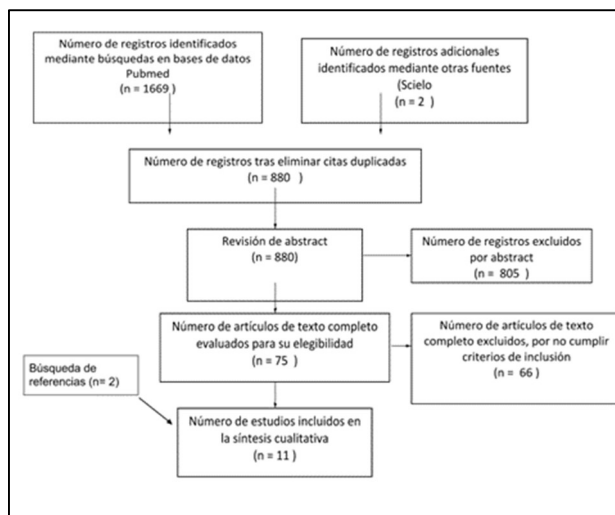 Número de registros identificados
mediante búsquedas en bases de datos
Pubmed
(n = 1669)
Número de registros adicionales
identificados mediante otras fuentes
(Scielo
(n = 2 )
Número de registros tras eliminar citas duplicadas
(n = 880 )
Revisión de abstract
(n = 880)
Número de registros excluidos
por abstract
(n = 805 )
Número de artículos de texto completo
evaluados para su elegibilidad
(n = 75 )
Número de artículos de texto
completo excluidos, por no cumplir
criterios de inclusión
(n = 66 )
Búsqueda de
referencias (n= 2)
Número de estudios incluidos en
la síntesis cualitativa
(n = 11 )